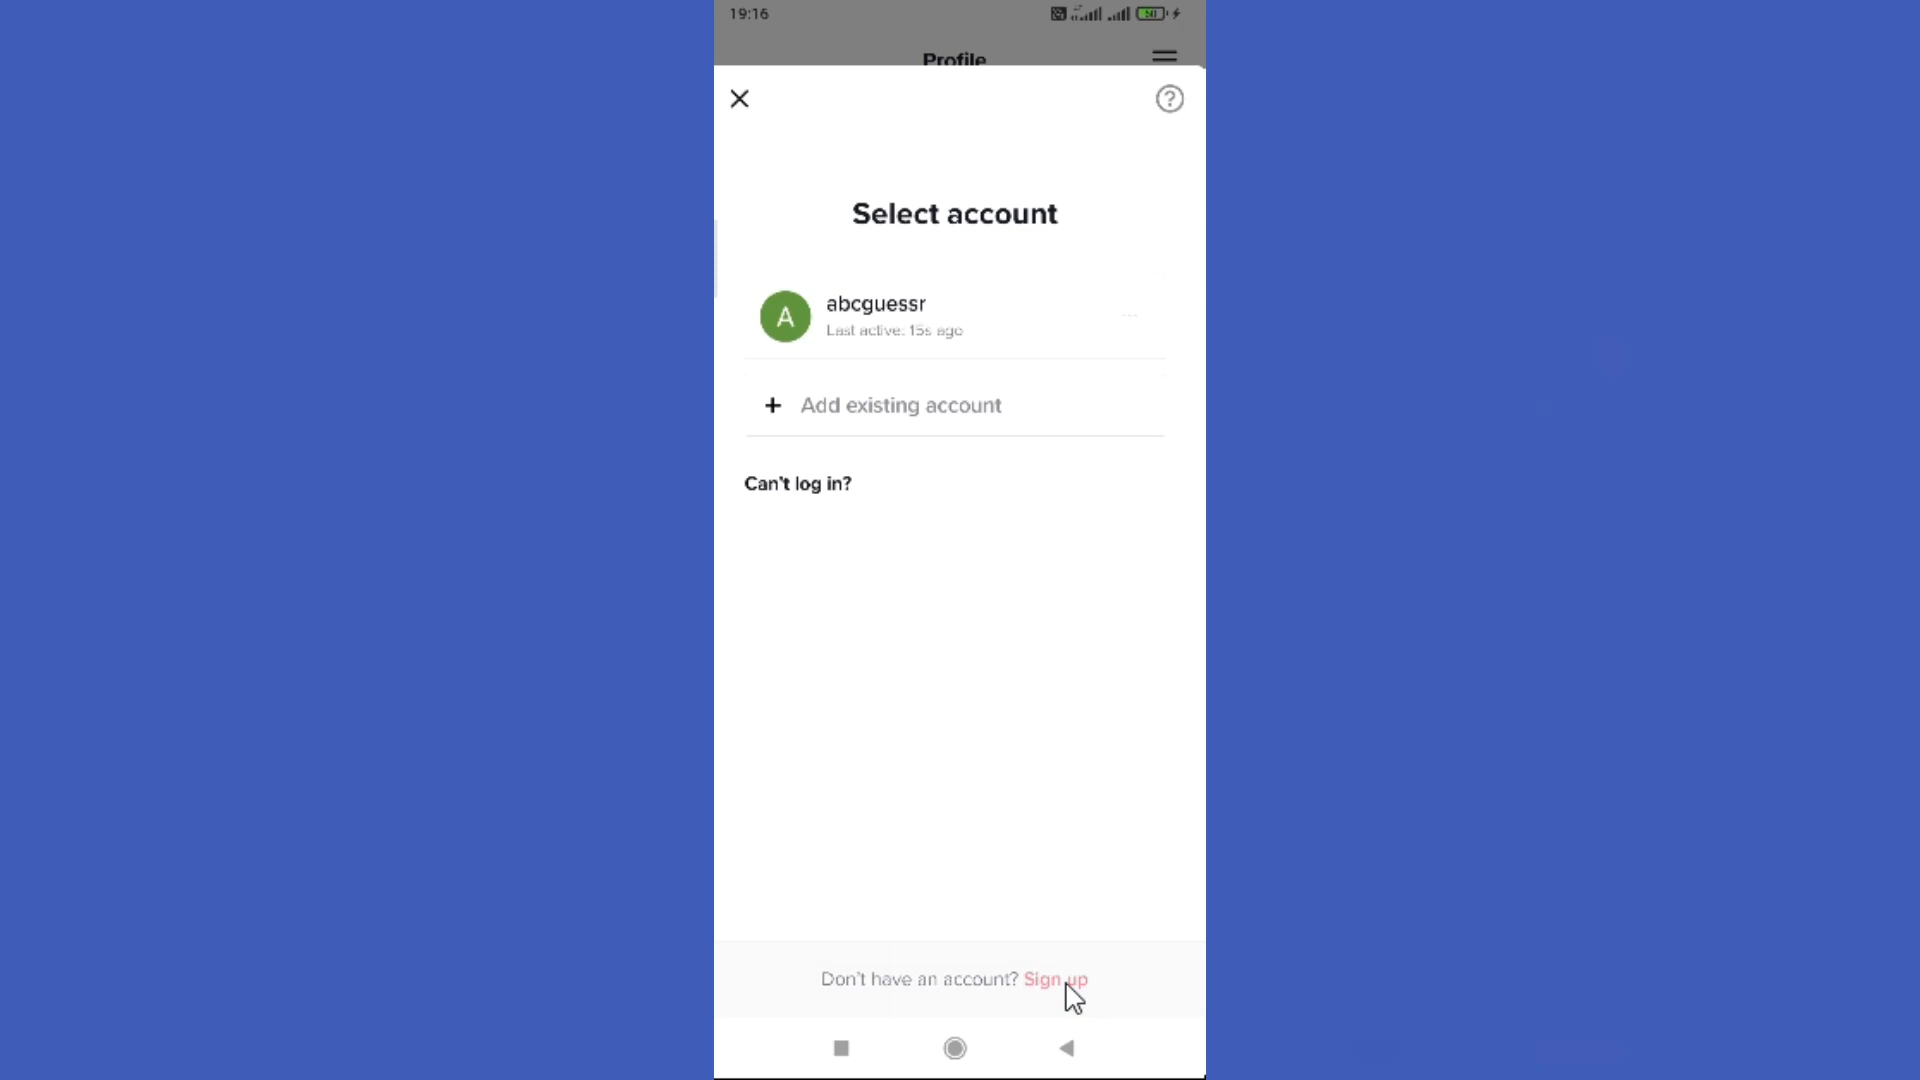 19:16
50
Profile
Select account
A
abcguessr
Last active: 15s ago
+ Add existing account
Can't log in?
Don't have an account? Sign up